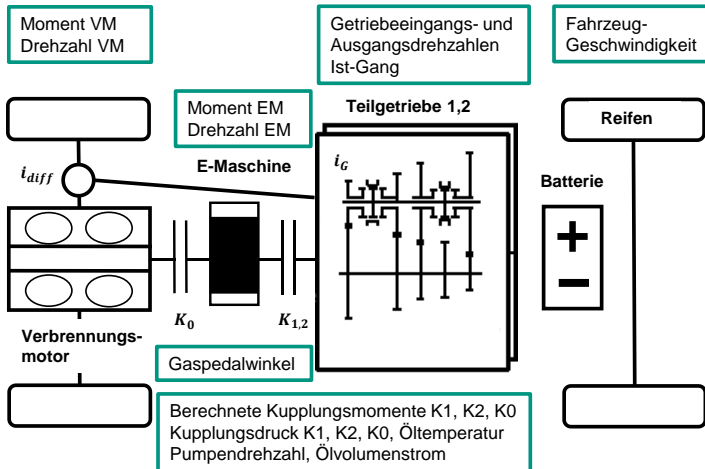 Moment VM
Drehzahl VM
Getriebeeingangs- und
Ausgangsdrehzahlen
Ist-Gang
Fahrzeug-
Geschwindigkeit
Moment EM
Drehzahl EM
Teilgetriebe 1,2
Reifen
E-Maschine
i_diff
i_G
Batterie
+
−
K_0
K_1,2
Verbrennungs-
motor
Gaspedalwinkel
Berechnete Kupplungsmomente K1, K2, K0
Kupplungsdruck K1, K2, K0, Öltemperatur
Pumpendrehzahl, Ölvolumenstrom